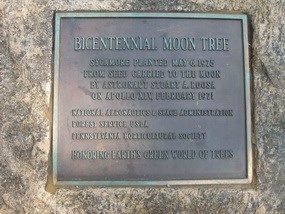 BICENTENNIAL MOON TREE
SYCAMORE PLANTED MAY 6, 1975
FROM SEED CARRIED TO THE MOON
BY ASTRONAUT STUART A. ROOSA
ON APOLLO XIV FEBRUARY 1971
NATIONAL AERONAUTICS & SPACE ADMINISTRATION
FOREST SERVICE USDA
PENNSYLVANIA HORTICULTURAL SOCIETY
HONORING EARTH'S GREEN WORLD OF TREES